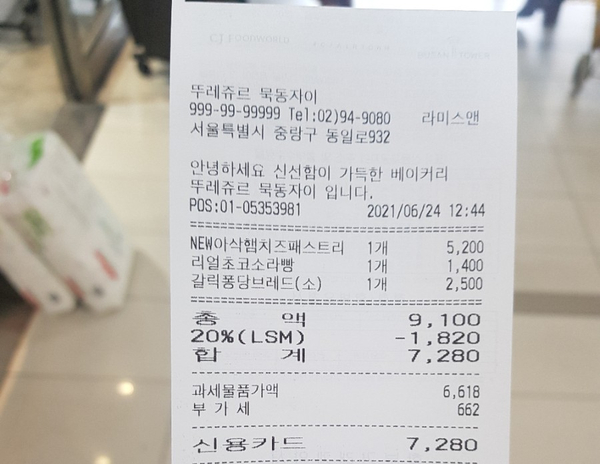 뚜레쥬르 묵동자이
999-99-99999 Tel:02)94-9080 라미스앤
서울특별시 중랑구 동일로932
안녕하세요 신선함이 가득한 베이커리
뚜레쥬르 묵동자이 입니다.
POS:01-05353981 2021/06/24 12:44
NEW아삭햄치즈패스트리 1개 5,200
리얼초코소라빵 1개 1,400
갈릭퐁당브레드(소) 1개 2,500
총 액 9,100
20%(LSM) -1,820
합 계 7,280
과세물품가액 6,618
부 가 세 662
신용카드 7,280